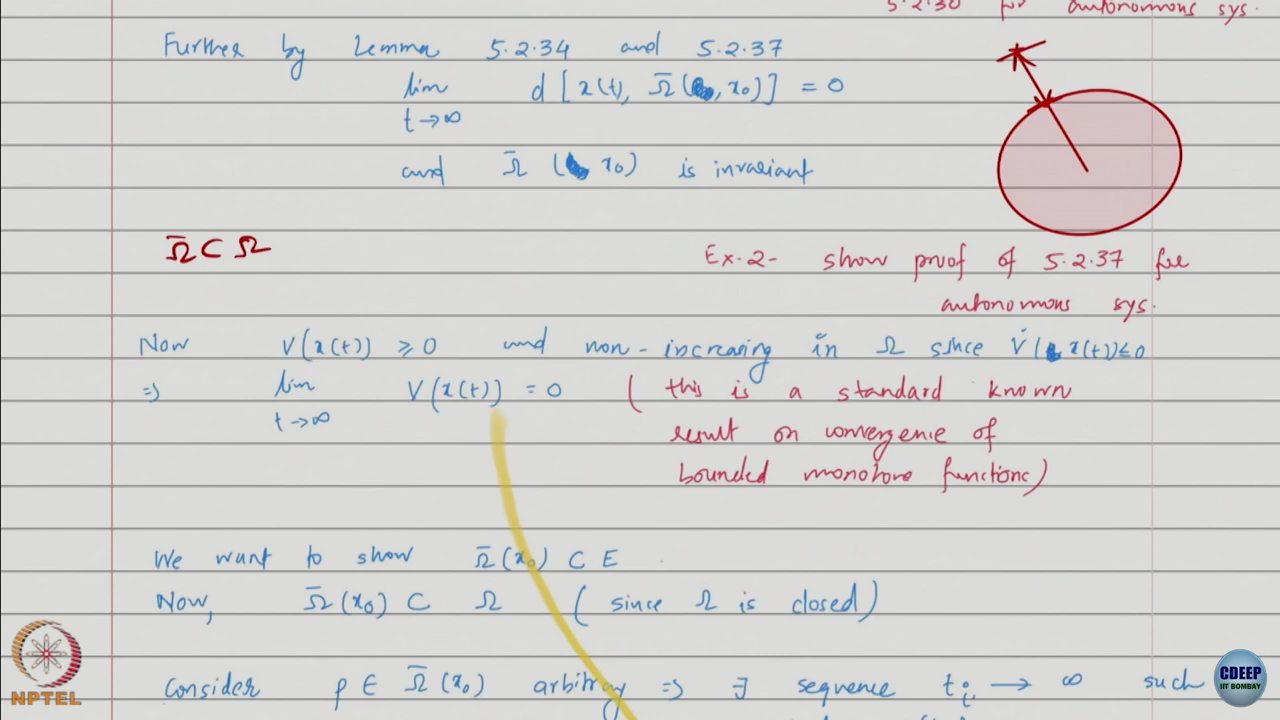 5.2.30 for autonomous sys.
Further by Lemma 5.2.34 and 5.2.37
lim d [x(t), Ω̄(, x₀)] = 0
t→∞
and Ω̄ ( x₀) is invariant
Ω̄ ⊂ Ω
Ex.2- show proof of 5.2.37 for
autonomous sys.
Now V(x(t)) ≥ 0 and non-increasing in Ω since V̇(x(t)) ≤ 0
⇒ lim V(x(t)) = 0 (this is a standard known
t→∞
result on convergence of
bounded monotone functions)
We want to show Ω̄(x₀) ⊂ E
Now, Ω̄(x₀) ⊂ Ω (since Ω is closed)
Consider p ∈ Ω̄(x₀) arbitray ⇒ ∃ sequence tᵢ → ∞ such
NPTEL
CDEEP
IIT BOMBAY